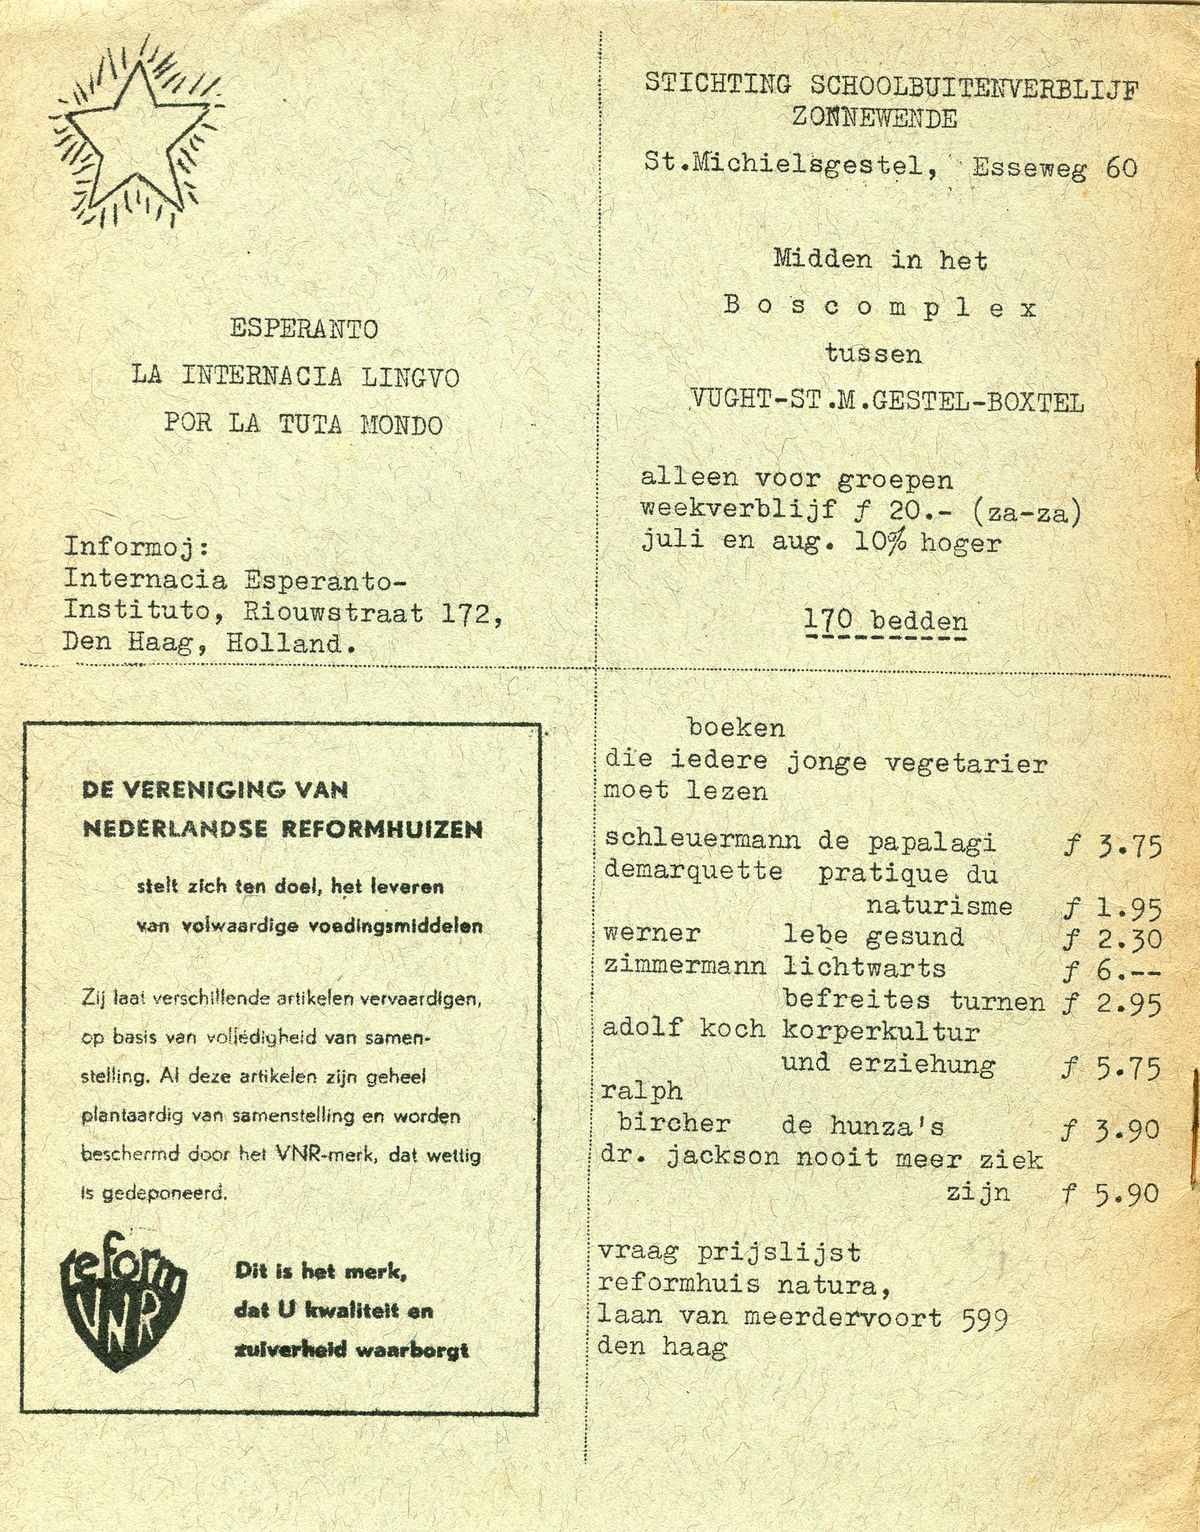 ESPERANTO
LA INTERNACIA LINGVO
POR LA TUTA MONDO
Informoj:
Internacia Esperanto-
Instituto, Riouwstraat 172,
Den Haag, Holland.
STICHTING SCHOOLBUITENVERBLIJF
ZONNEWENDE
St.Michielsgestel, Esseweg 60
Midden in het
B o s c o m p l e x
tussen
VUGHT-ST.M.GESTEL-BOXTEL
alleen voor groepen
weekverblijf ƒ 20.- (za-za)
juli en aug. 10% hoger
170 bedden
DE VERENIGING VAN
NEDERLANDSE REFORMHUIZEN
stelt zich ten doel, het leveren
van volwaardige voedingsmiddelen
Zij laat verschillende artikelen vervaardigen,
op basis van volledigheid van samen-
stelling. Al deze artikelen zijn geheel
plantaardig van samenstelling en worden
beschermd door het VNR-merk, dat wettig
is gedeponeerd.
reform
VNR
Dit is het merk,
dat U kwaliteit en
zuiverheid waarborgt
boeken
die iedere jonge vegetarier
moet lezen
schleuermann de papalagi ƒ 3.75
demarquette pratique du
naturisme ƒ 1.95
werner lebe gesund ƒ 2.30
zimmermann lichtwarts ƒ 6.--
befreites turnen ƒ 2.95
adolf koch korperkultur
und erziehung ƒ 5.75
ralph
bircher de hunza's ƒ 3.90
dr. jackson nooit meer ziek
zijn ƒ 5.90
vraag prijslijst
reformhuis natura,
laan van meerdervoort 599
den haag